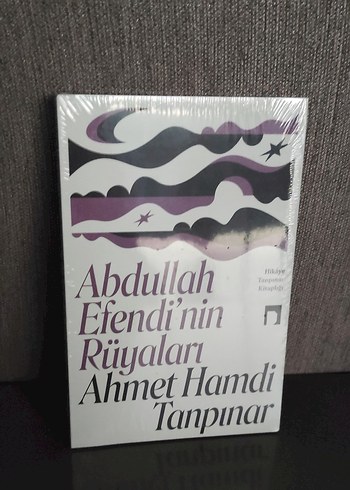 Abdullah
Efendi'nin
Rüyaları
Ahmet Hamdi
Tanpınar
Hikâye
Tanpınar
Kitaplığı